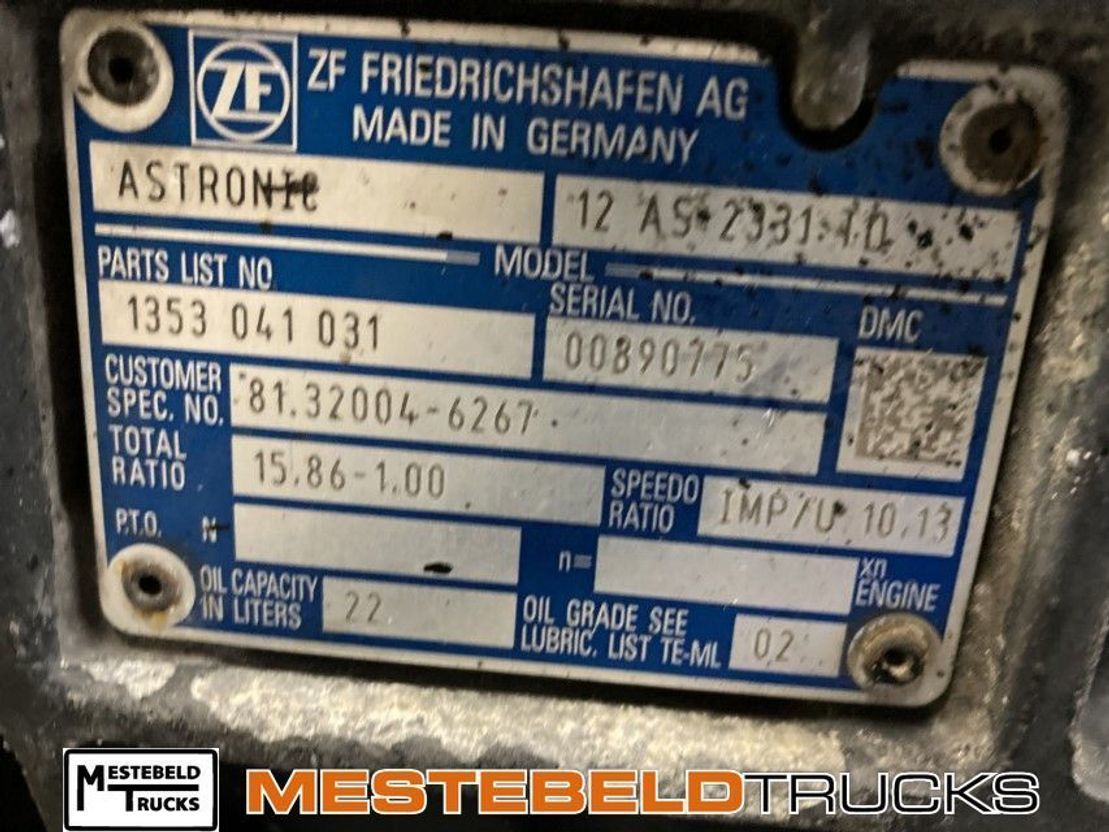 ZF
ZF FRIEDRICHSHAFEN AG
MADE IN GERMANY
ASTRONIC 12 AS 2331 TD
MODEL
PARTS LIST NO SERIAL NO. DMC
1353 041 031 00890775
CUSTOMER SPEC. NO. 81.32004-6267
TOTAL RATIO 15.86-1.00 SPEEDO RATIO IMP/U 10.13
P.T.O. N n= xn ENGINE
OIL CAPACITY IN LITERS 22 OIL GRADE SEE LUBRIC. LIST TE-ML 02
MESTEBELD TRUCKS
MESTEBELDTRUCKS